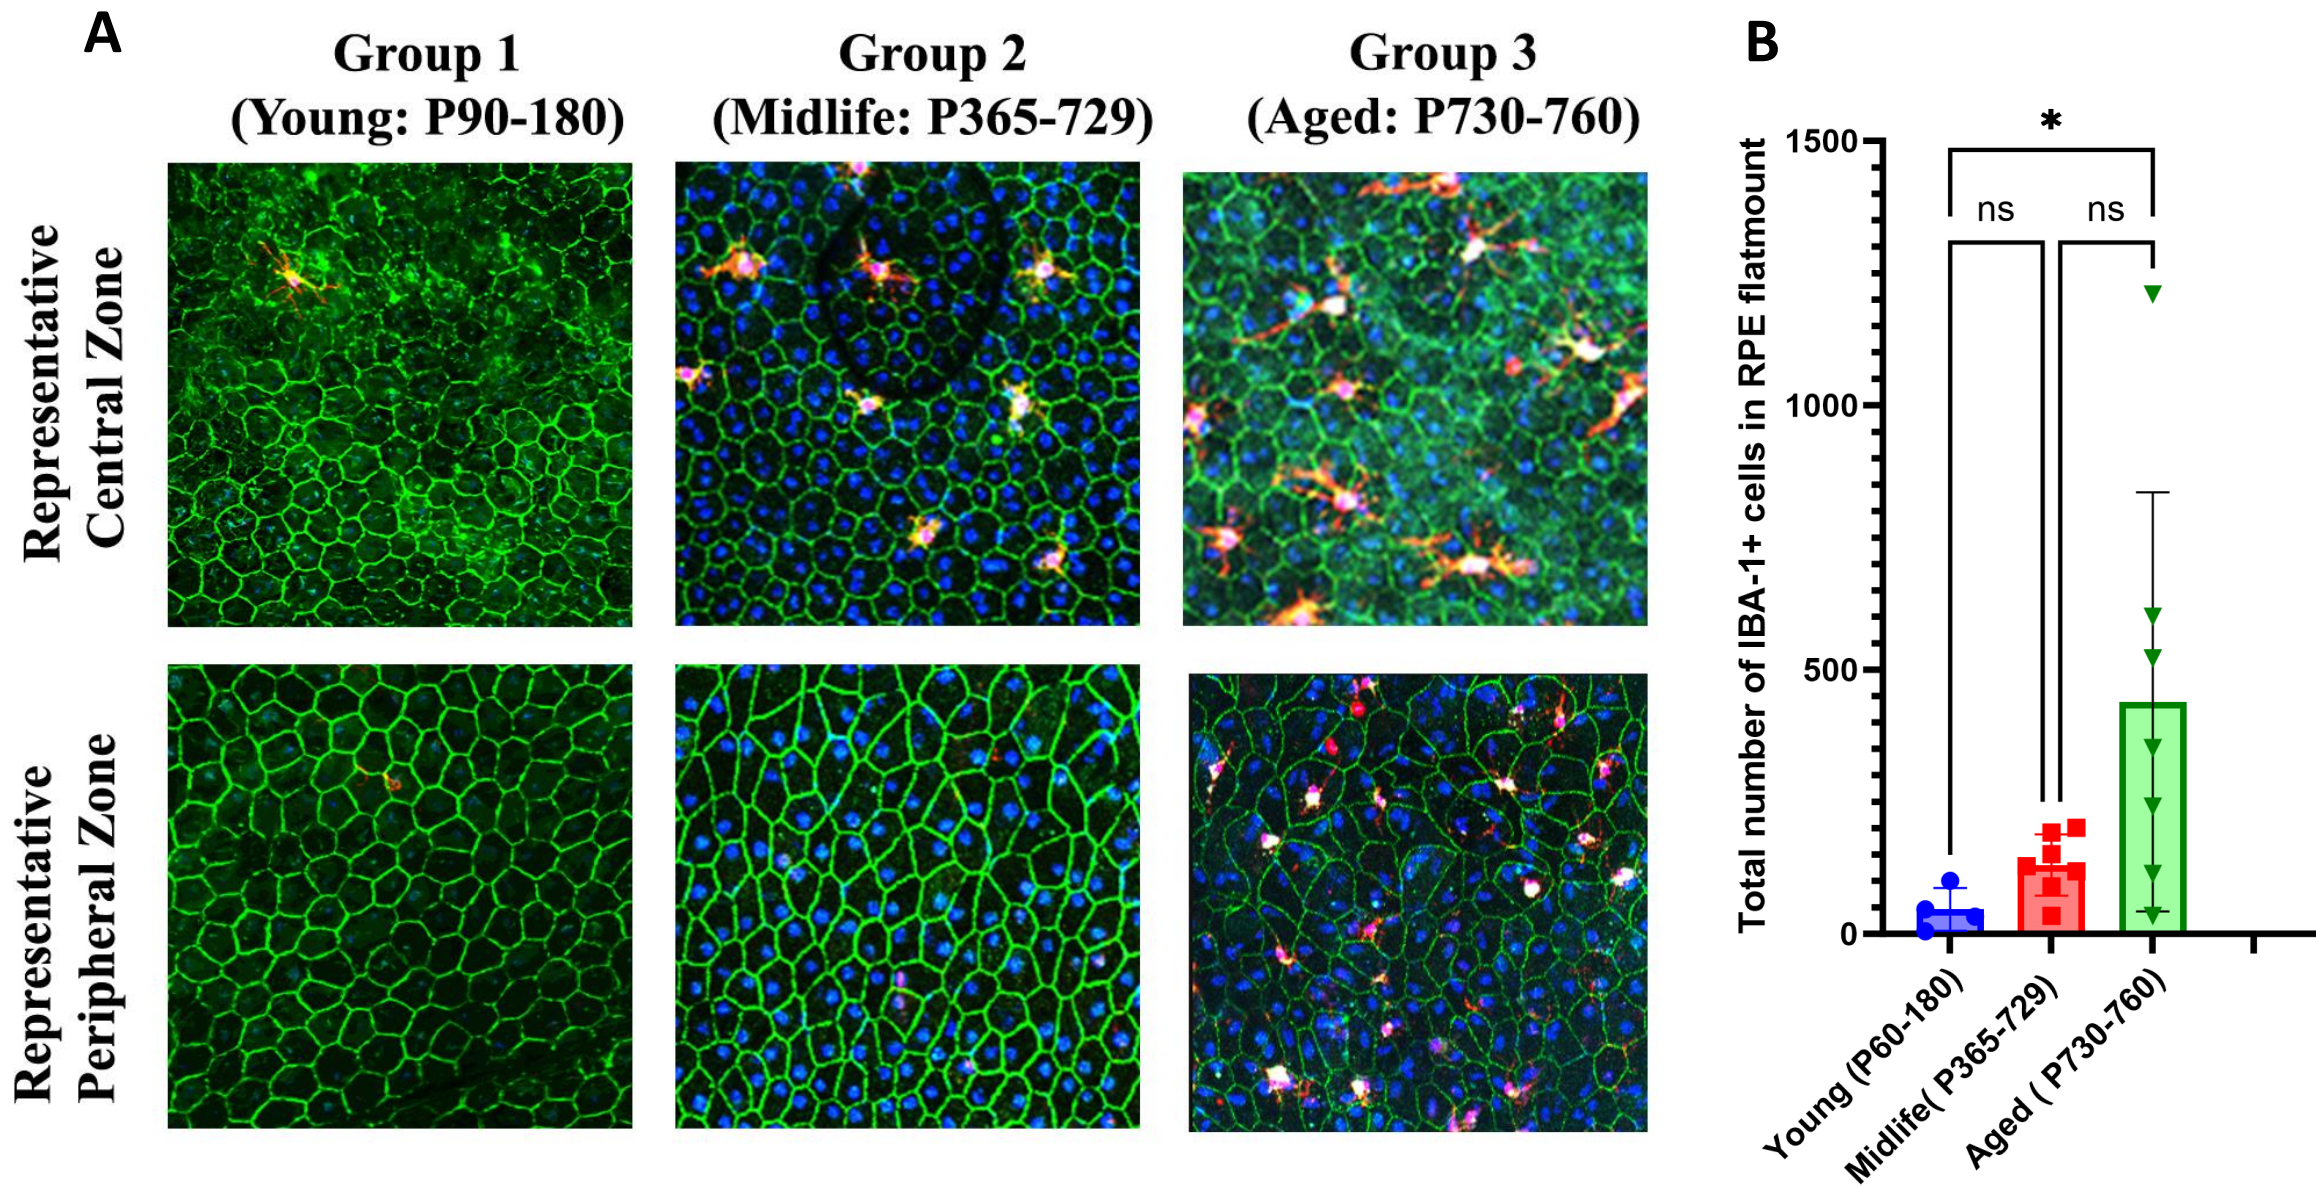 A
Group 1
(Young: P90-180)
Group 2
(Midlife: P365-729)
Group 3
(Aged: P730-760)
Representative
Central Zone
Representative
Peripheral Zone
B
Total number of IBA-1+ cells in RPE flatmount
1500
1000
500
0
*
ns
ns
Young (P60-180)
Midlife( P365-729)
Aged ( P730-760)